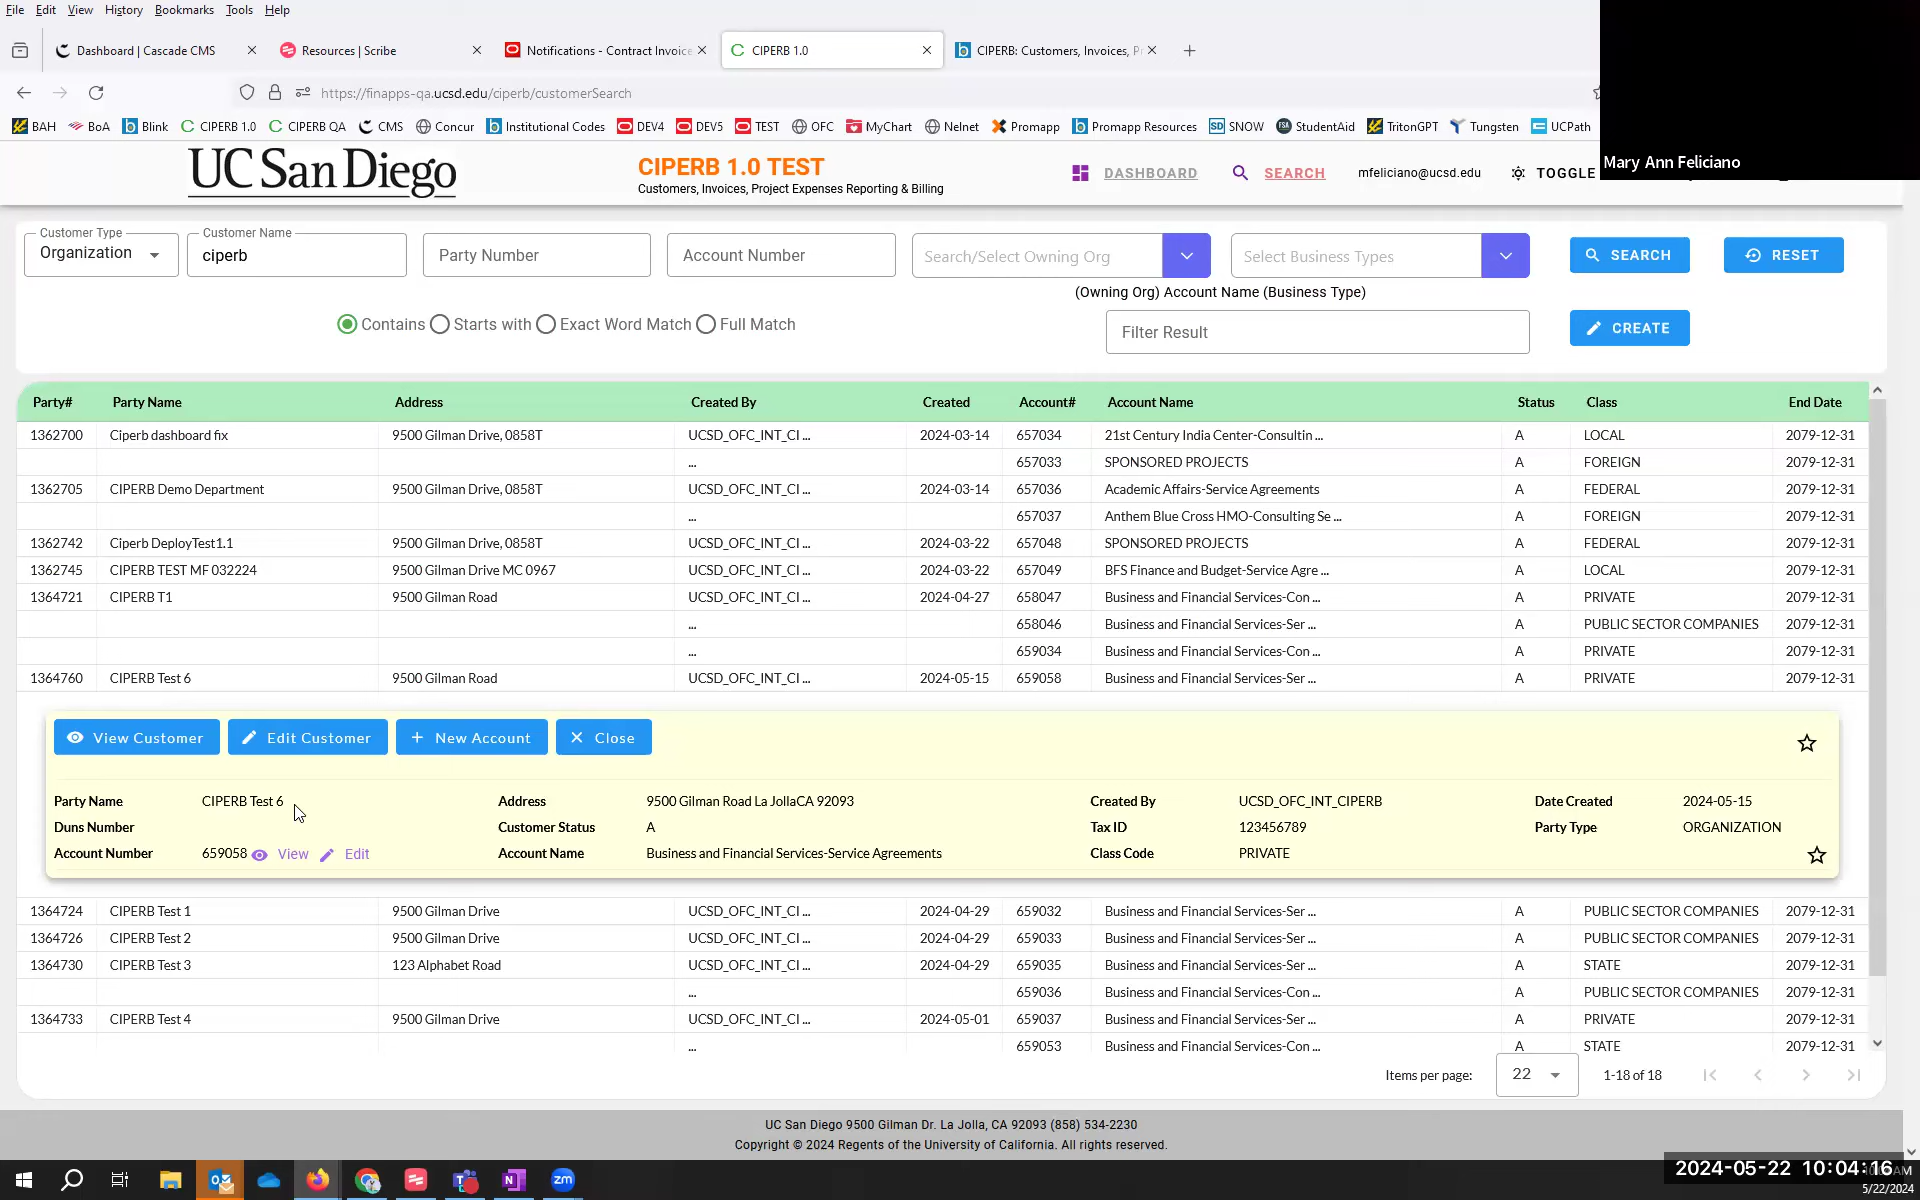 File Edit View History Bookmarks Tools Help
Dashboard | Cascade CMS
Resources | Scribe
Notifications - Contract Invoice
CIPERB 1.0
CIPERB: Customers, Invoices, P
https://finapps-qa.ucsd.edu/ciperb/customerSearch
BAH BoA Blink CIPERB 1.0 CIPERB QA CMS Concur Institutional Codes DEV4 DEV5 TEST OFC MyChart Nelnet Promapp Promapp Resources SNOW StudentAid TritonGPT Tungsten UCPath
Mary Ann Feliciano
UC San Diego
CIPERB 1.0 TEST
Customers, Invoices, Project Expenses Reporting & Billing
DASHBOARD SEARCH mfeliciano@ucsd.edu TOGGLE
Customer Type
Organization
Customer Name
ciperb
Party Number
Account Number
Search/Select Owning Org
Select Business Types
SEARCH
RESET
(Owning Org) Account Name (Business Type)
Contains Starts with Exact Word Match Full Match
Filter Result
CREATE
Party# Party Name Address Created By Created Account# Account Name Status Class End Date
1362700 Ciperb dashboard fix 9500 Gilman Drive, 0858T UCSD_OFC_INT_CI ... 2024-03-14 657034 21st Century India Center-Consultin ... A LOCAL 2079-12-31
... 657033 SPONSORED PROJECTS A FOREIGN 2079-12-31
1362705 CIPERB Demo Department 9500 Gilman Drive, 0858T UCSD_OFC_INT_CI ... 2024-03-14 657036 Academic Affairs-Service Agreements A FEDERAL 2079-12-31
... 657037 Anthem Blue Cross HMO-Consulting Se ... A FOREIGN 2079-12-31
1362742 Ciperb DeployTest1.1 9500 Gilman Drive, 0858T UCSD_OFC_INT_CI ... 2024-03-22 657048 SPONSORED PROJECTS A FEDERAL 2079-12-31
1362745 CIPERB TEST MF 032224 9500 Gilman Drive MC 0967 UCSD_OFC_INT_CI ... 2024-03-22 657049 BFS Finance and Budget-Service Agre ... A LOCAL 2079-12-31
1364721 CIPERB T1 9500 Gilman Road UCSD_OFC_INT_CI ... 2024-04-27 658047 Business and Financial Services-Con ... A PRIVATE 2079-12-31
... 658046 Business and Financial Services-Ser ... A PUBLIC SECTOR COMPANIES 2079-12-31
... 659034 Business and Financial Services-Con ... A PRIVATE 2079-12-31
1364760 CIPERB Test 6 9500 Gilman Road UCSD_OFC_INT_CI ... 2024-05-15 659058 Business and Financial Services-Ser ... A PRIVATE 2079-12-31
View Customer Edit Customer New Account Close
Party Name CIPERB Test 6 Address 9500 Gilman Road La JollaCA 92093 Created By UCSD_OFC_INT_CIPERB Date Created 2024-05-15
Duns Number Customer Status A Tax ID 123456789 Party Type ORGANIZATION
Account Number 659058 View Edit Account Name Business and Financial Services-Service Agreements Class Code PRIVATE
1364724 CIPERB Test 1 9500 Gilman Drive UCSD_OFC_INT_CI ... 2024-04-29 659032 Business and Financial Services-Ser ... A PUBLIC SECTOR COMPANIES 2079-12-31
1364726 CIPERB Test 2 9500 Gilman Drive UCSD_OFC_INT_CI ... 2024-04-29 659033 Business and Financial Services-Ser ... A PUBLIC SECTOR COMPANIES 2079-12-31
1364730 CIPERB Test 3 123 Alphabet Road UCSD_OFC_INT_CI ... 2024-04-29 659035 Business and Financial Services-Ser ... A STATE 2079-12-31
... 659036 Business and Financial Services-Con ... A PUBLIC SECTOR COMPANIES 2079-12-31
1364733 CIPERB Test 4 9500 Gilman Drive UCSD_OFC_INT_CI ... 2024-05-01 659037 Business and Financial Services-Ser ... A PRIVATE 2079-12-31
... 659053 Business and Financial Services-Con ... A STATE 2079-12-31
Items per page: 22 1-18 of 18
UC San Diego 9500 Gilman Dr. La Jolla, CA 92093 (858) 534-2230
Copyright © 2024 Regents of the University of California. All rights reserved.
2024-05-22 10:04:16
5/22/2024